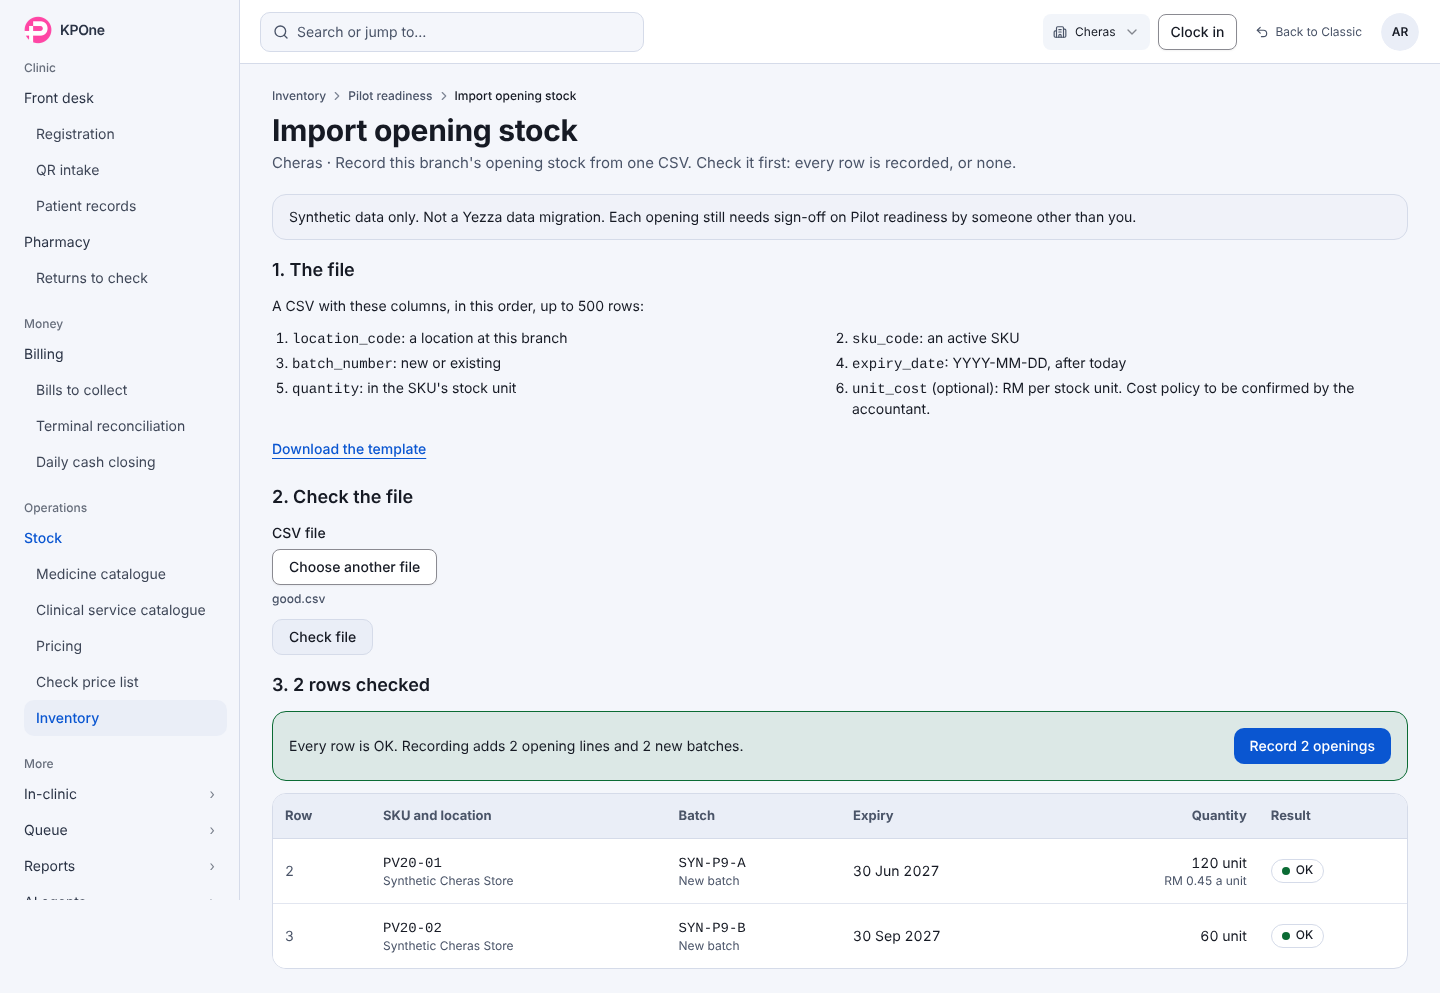 KPOne
Clinic
Front desk
Registration
QR intake
Patient records
Pharmacy
Returns to check
Money
Billing
Bills to collect
Terminal reconciliation
Daily cash closing
Operations
Stock
Medicine catalogue
Clinical service catalogue
Pricing
Check price list
Inventory
More
In-clinic
Queue
Reports
Search or jump to...
Cheras
Clock in
Back to Classic
AR
Inventory > Pilot readiness > Import opening stock
Import opening stock
Cheras · Record this branch's opening stock from one CSV. Check it first: every row is recorded, or none.
Synthetic data only. Not a Yezza data migration. Each opening still needs sign-off on Pilot readiness by someone other than you.
1. The file
A CSV with these columns, in this order, up to 500 rows:
1. location_code: a location at this branch
2. sku_code: an active SKU
3. batch_number: new or existing
4. expiry_date: YYYY-MM-DD, after today
5. quantity: in the SKU's stock unit
6. unit_cost (optional): RM per stock unit. Cost policy to be confirmed by the
accountant.
Download the template
2. Check the file
CSV file
Choose another file
good.csv
Check file
3. 2 rows checked
Every row is OK. Recording adds 2 opening lines and 2 new batches.
Record 2 openings
Row SKU and location Batch Expiry Quantity Result
2 PV20-01 SYN-P9-A 30 Jun 2027 120 unit OK
Synthetic Cheras Store New batch RM 0.45 a unit
3 PV20-02 SYN-P9-B 30 Sep 2027 60 unit OK
Synthetic Cheras Store New batch